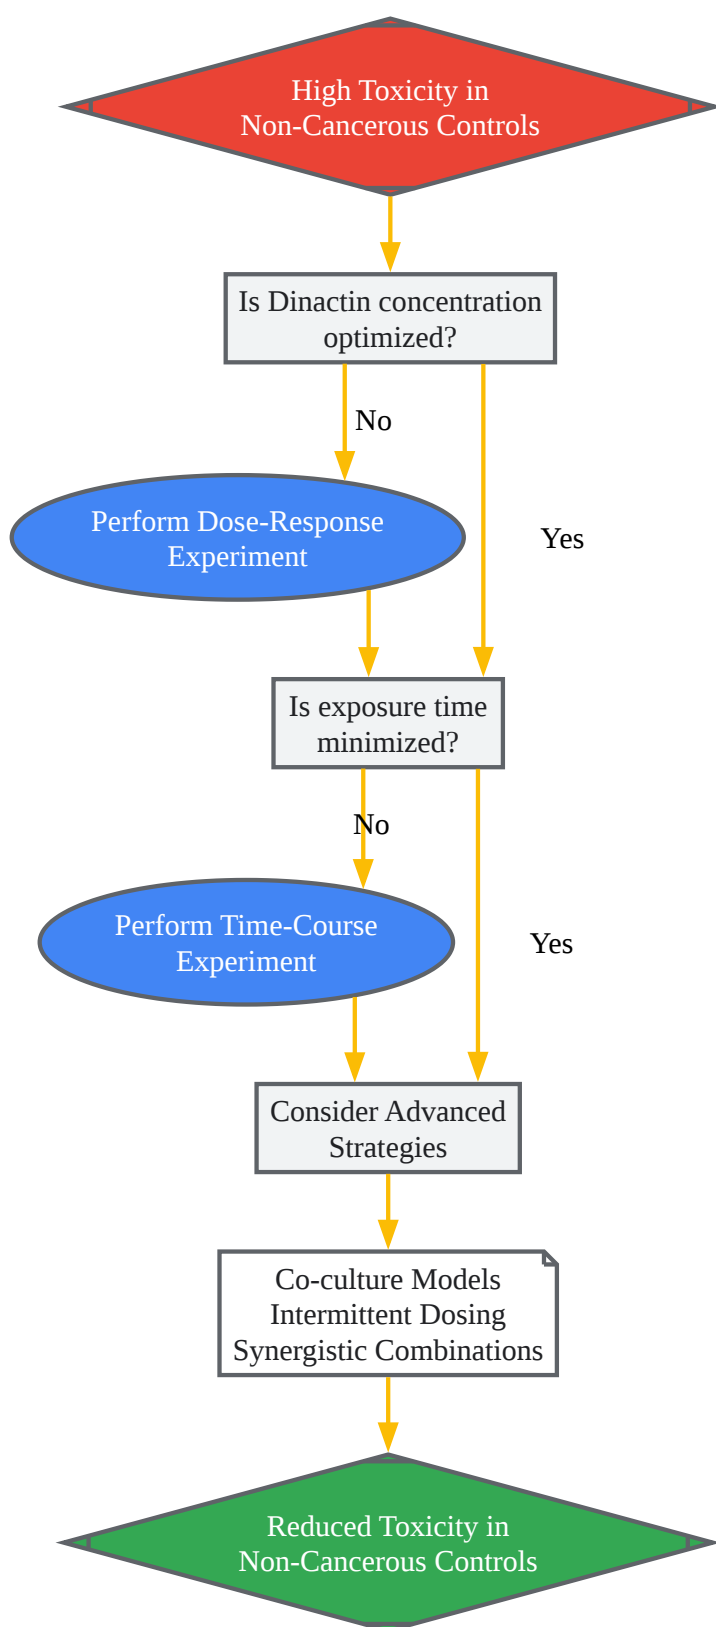 High Toxicity in
Non-Cancerous Controls
Is Dinactin concentration
optimized?
No
Perform Dose-Response
Experiment
Yes
Is exposure time
minimized?
No
Perform Time-Course
Experiment
Yes
Consider Advanced
Strategies
Co-culture Models
Intermittent Dosing
Synergistic Combinations
Reduced Toxicity in
Non-Cancerous Controls